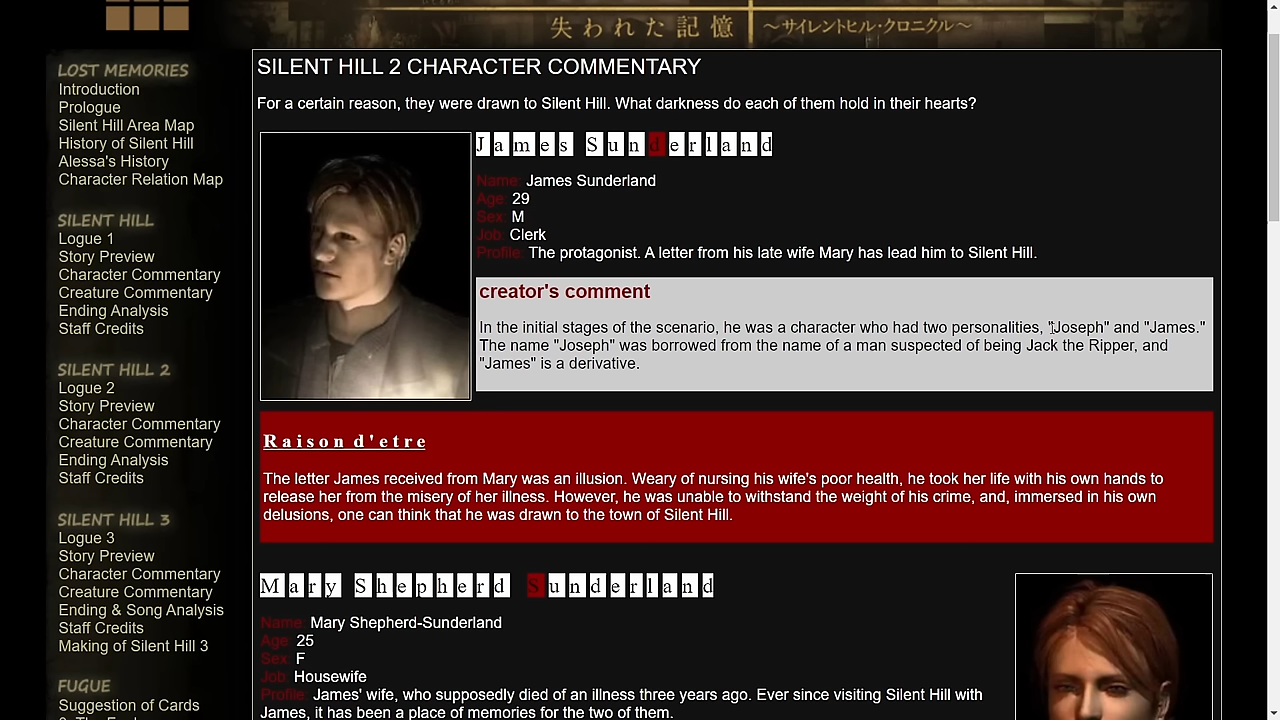 失われた記憶 ～サイレントヒル・クロニクル～
LOST MEMORIES
Introduction
Prologue
Silent Hill Area Map
History of Silent Hill
Alessa's History
Character Relation Map
SILENT HILL
Logue 1
Story Preview
Character Commentary
Creature Commentary
Ending Analysis
Staff Credits
SILENT HILL 2
Logue 2
Story Preview
Character Commentary
Creature Commentary
Ending Analysis
Staff Credits
SILENT HILL 3
Logue 3
Story Preview
Character Commentary
Creature Commentary
Ending & Song Analysis
Staff Credits
Making of Silent Hill 3
FUGUE
Suggestion of Cards
SILENT HILL 2 CHARACTER COMMENTARY
For a certain reason, they were drawn to Silent Hill. What darkness do each of them hold in their hearts?
James Sunderland
Name: James Sunderland
Age: 29
Sex: M
Job: Clerk
Profile: The protagonist. A letter from his late wife Mary has lead him to Silent Hill.
creator's comment
In the initial stages of the scenario, he was a character who had two personalities, "Joseph" and "James."
The name "Joseph" was borrowed from the name of a man suspected of being Jack the Ripper, and
"James" is a derivative.
Raison d'etre
The letter James received from Mary was an illusion. Weary of nursing his wife's poor health, he took her life with his own hands to
release her from the misery of her illness. However, he was unable to withstand the weight of his crime, and, immersed in his own
delusions, one can think that he was drawn to the town of Silent Hill.
Mary Shepherd Sunderland
Name: Mary Shepherd-Sunderland
Age: 25
Sex: F
Job: Housewife
Profile: James' wife, who supposedly died of an illness three years ago. Ever since visiting Silent Hill with
James, it has been a place of memories for the two of them.